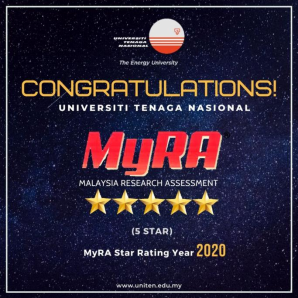 UNIVERSITI
TENAGA
NASIONAL
The Energy University
CONGRATULATIONS!
UNIVERSITI TENAGA NASIONAL
MyRA
MALAYSIA RESEARCH ASSESSMENT
(5 STAR)
MyRA Star Rating Year 2020
www.uniten.edu.my